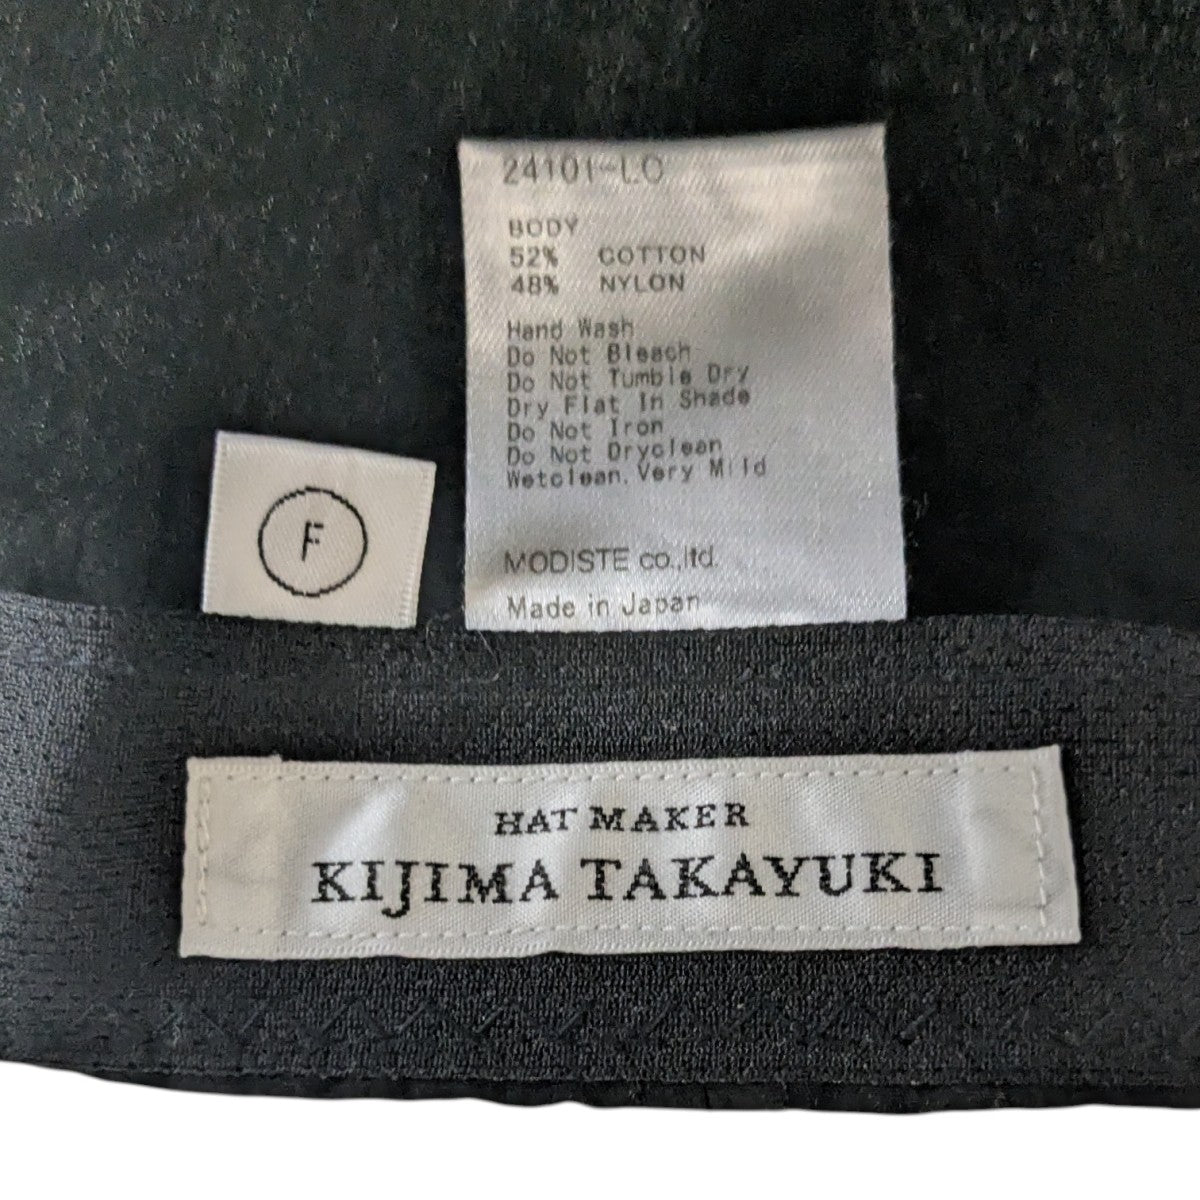 24101-LO
BODY
52% COTTON
48% NYLON
Hand Wash
Do Not Bleach
Do Not Tumble Dry
Dry Flat In Shade
Do Not Iron
Do Not Dryclean
Wetclean.Very Mild
MODISTE co.,ltd.
Made in Japan
F
HAT MAKER
KIJIMA TAKAYUKI